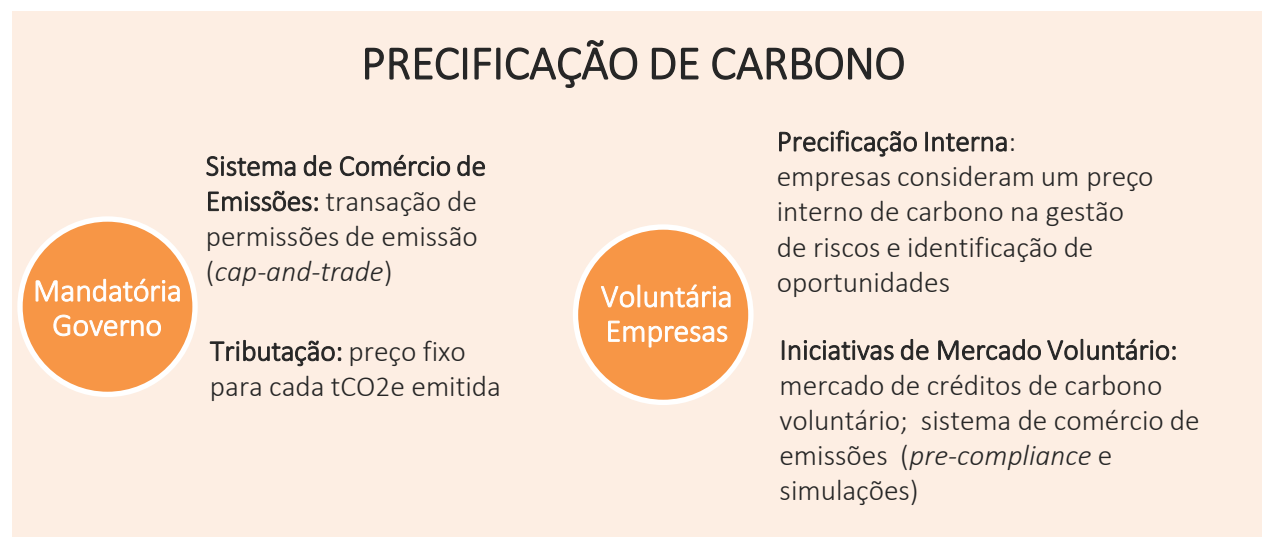 PRECIFICAÇÃO DE CARBONO
Mandatória
Governo
Sistema de Comércio de
Emissões: transação de
permissões de emissão
(cap-and-trade)
Tributação: preço fixo
para cada tCO2e emitida
Voluntária
Empresas
Precificação Interna:
empresas consideram um preço
interno de carbono na gestão
de riscos e identificação de
oportunidades
Iniciativas de Mercado Voluntário:
mercado de créditos de carbono
voluntário;  sistema de comércio de
emissões  (pre-compliance e
simulações)